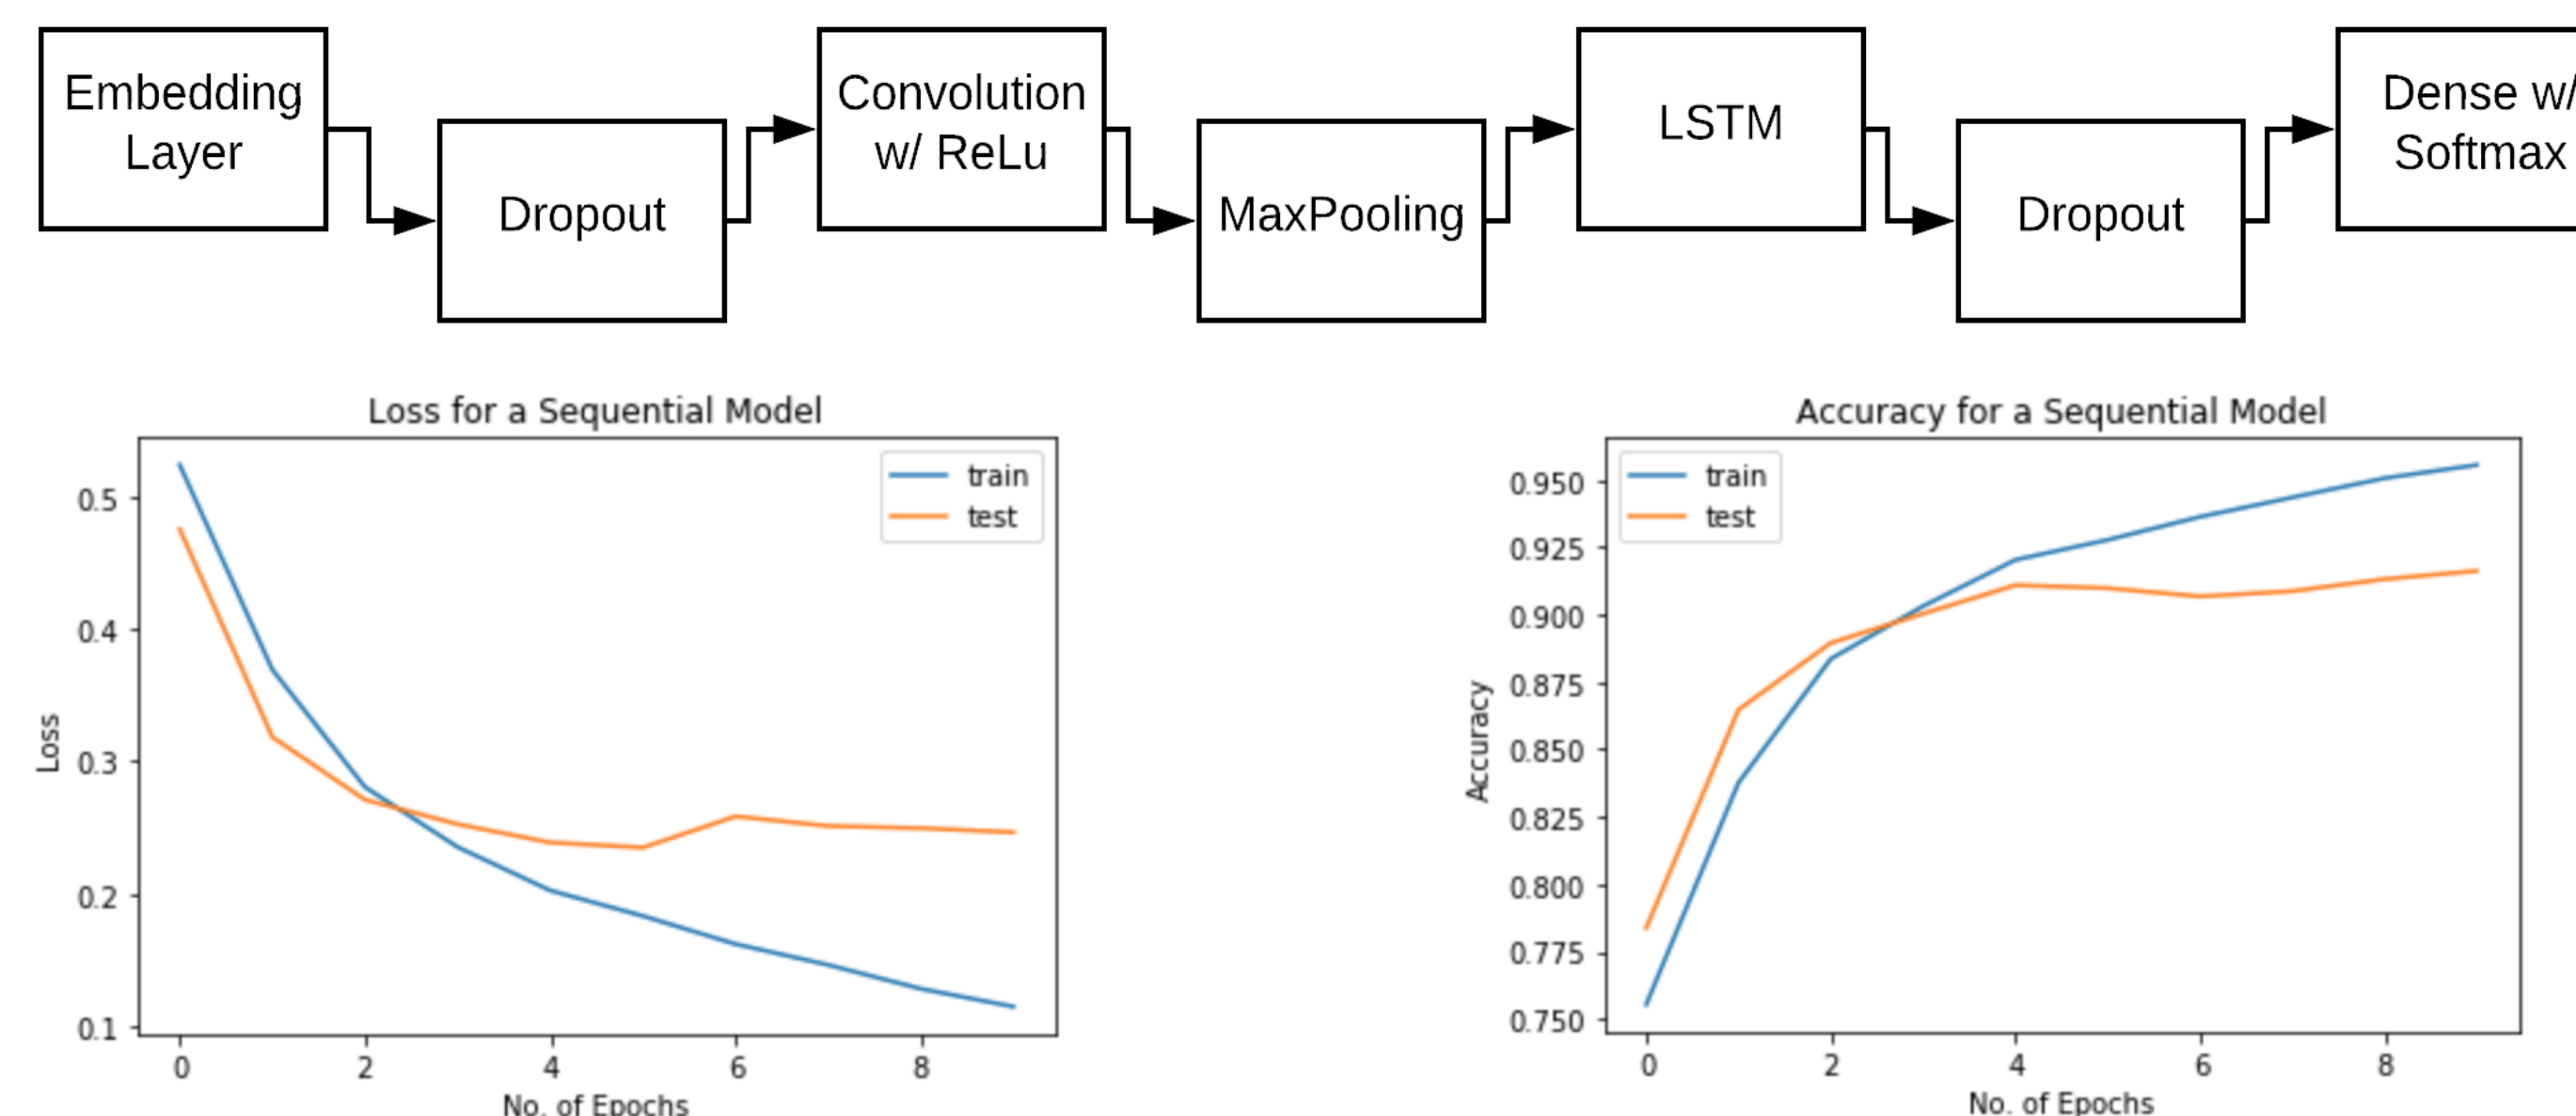 Embedding
Layer
Dropout
Convolution
w/ ReLu
MaxPooling
LSTM
Dropout
Dense w/
Softmax
Loss for a Sequential Model
train
test
0.5
0.4
0.3
0.2
0.1
Loss
0 2 4 6 8
No. of Epochs
Accuracy for a Sequential Model
train
test
0.950
0.925
0.900
0.875
0.850
0.825
0.800
0.775
0.750
Accuracy
0 2 4 6 8
No. of Epochs